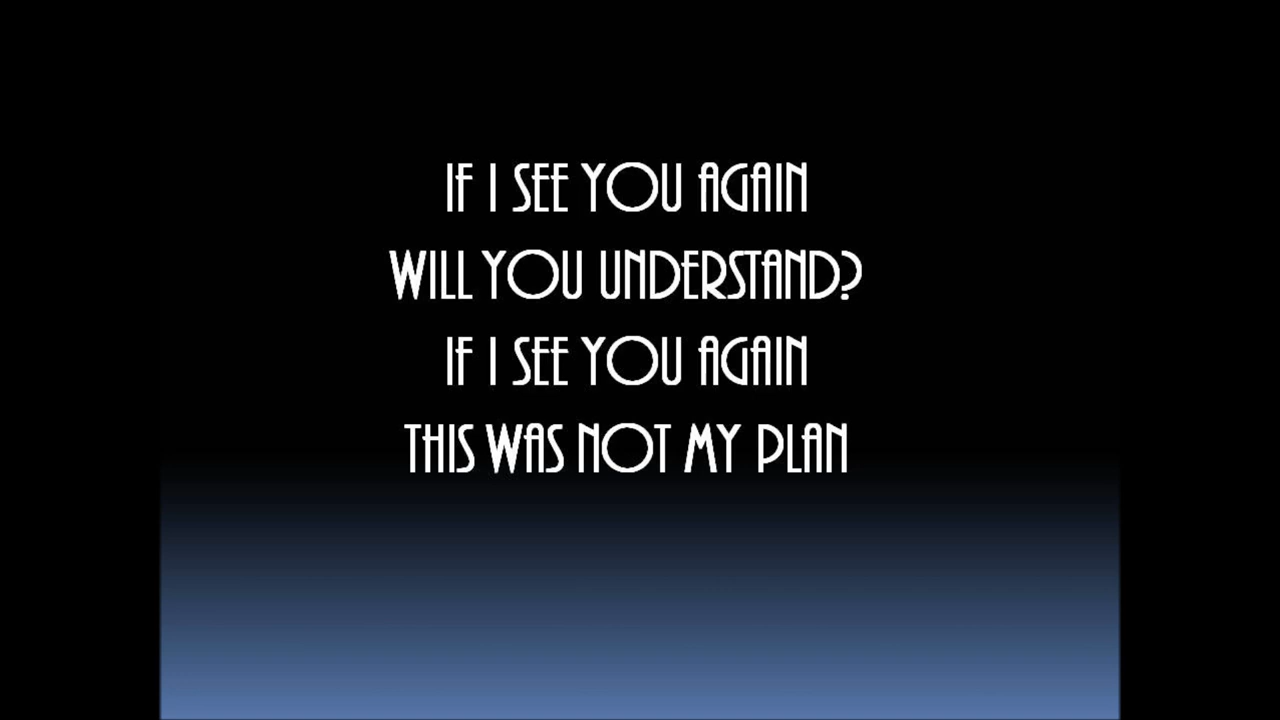 IF I SEE YOU AGAIN
WILL YOU UNDERSTAND?
IF I SEE YOU AGAIN
THIS WAS NOT MY PLAN